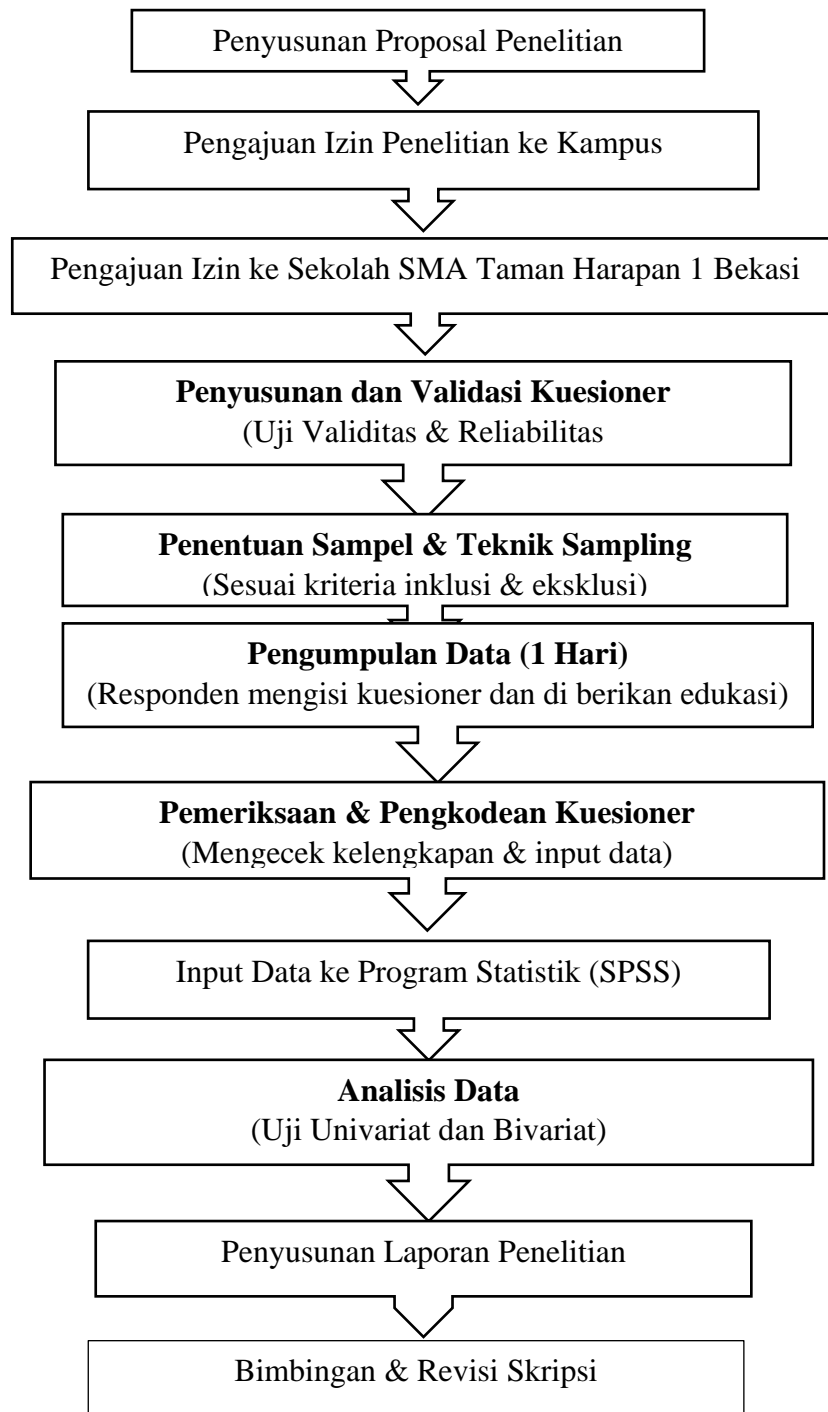 Penyusunan Proposal Penelitian
Pengajuan Izin Penelitian ke Kampus
Pengajuan Izin ke Sekolah SMA Taman Harapan 1 Bekasi
Penyusunan dan Validasi Kuesioner
(Uji Validitas & Reliabilitas
Penentuan Sampel & Teknik Sampling
(Sesuai kriteria inklusi & eksklusi)
Pengumpulan Data (1 Hari)
(Responden mengisi kuesioner dan di berikan edukasi)
Pemeriksaan & Pengkodean Kuesioner
(Mengecek kelengkapan & input data)
Input Data ke Program Statistik (SPSS)
Analisis Data
(Uji Univariat dan Bivariat)
Penyusunan Laporan Penelitian
Bimbingan & Revisi Skripsi